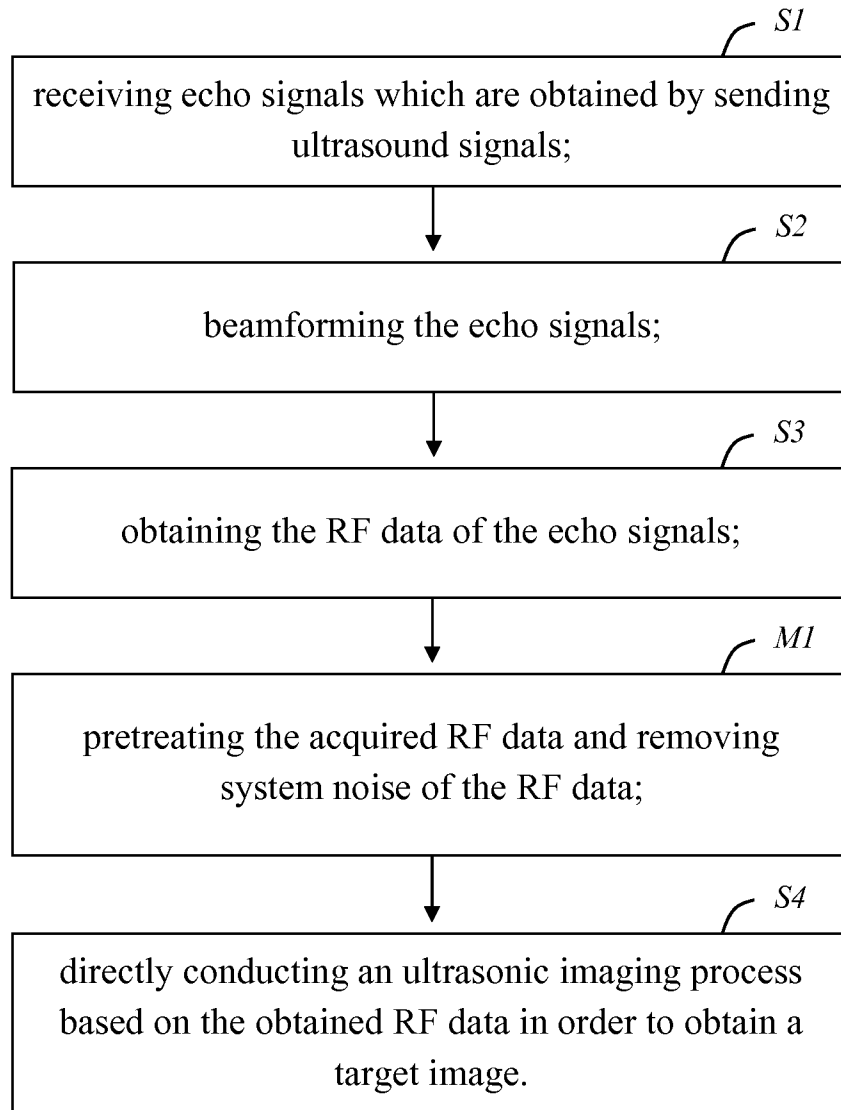 S1
receiving echo signals which are obtained by sending
ultrasound signals;
S2
beamforming the echo signals;
S3
obtaining the RF data of the echo signals;
M1
pretreating the acquired RF data and removing
system noise of the RF data;
S4
directly conducting an ultrasonic imaging process
based on the obtained RF data in order to obtain a
target image.